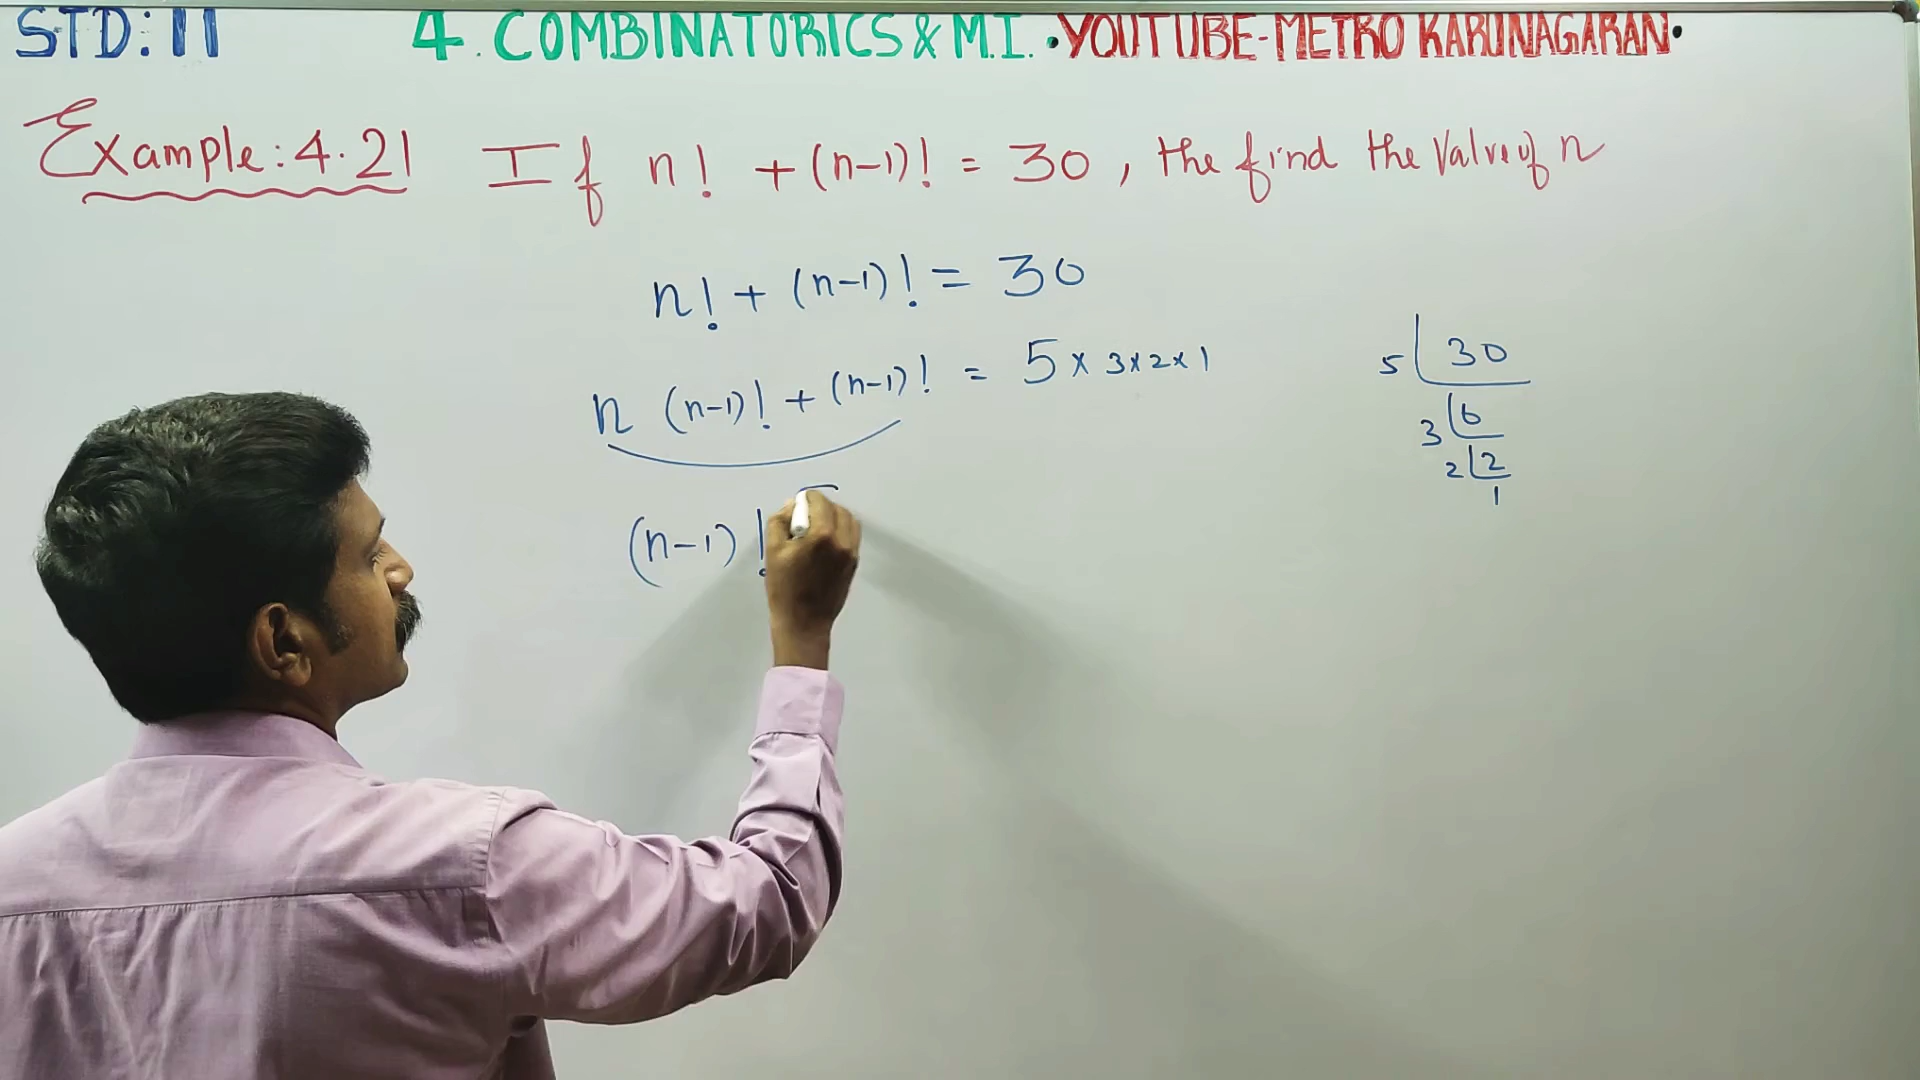 STD: 11 4. COMBINATORICS & M.I. • YOUTUBE-METRO KARUNAGARAN •
Example: 4.21 If n! + (n-1)! = 30, the find the Value of n
n! + (n-1)! = 30
n (n-1)! + (n-1)! = 5 × 3 × 2 × 1
(n-1)!
5 30
3 6
2 2
1